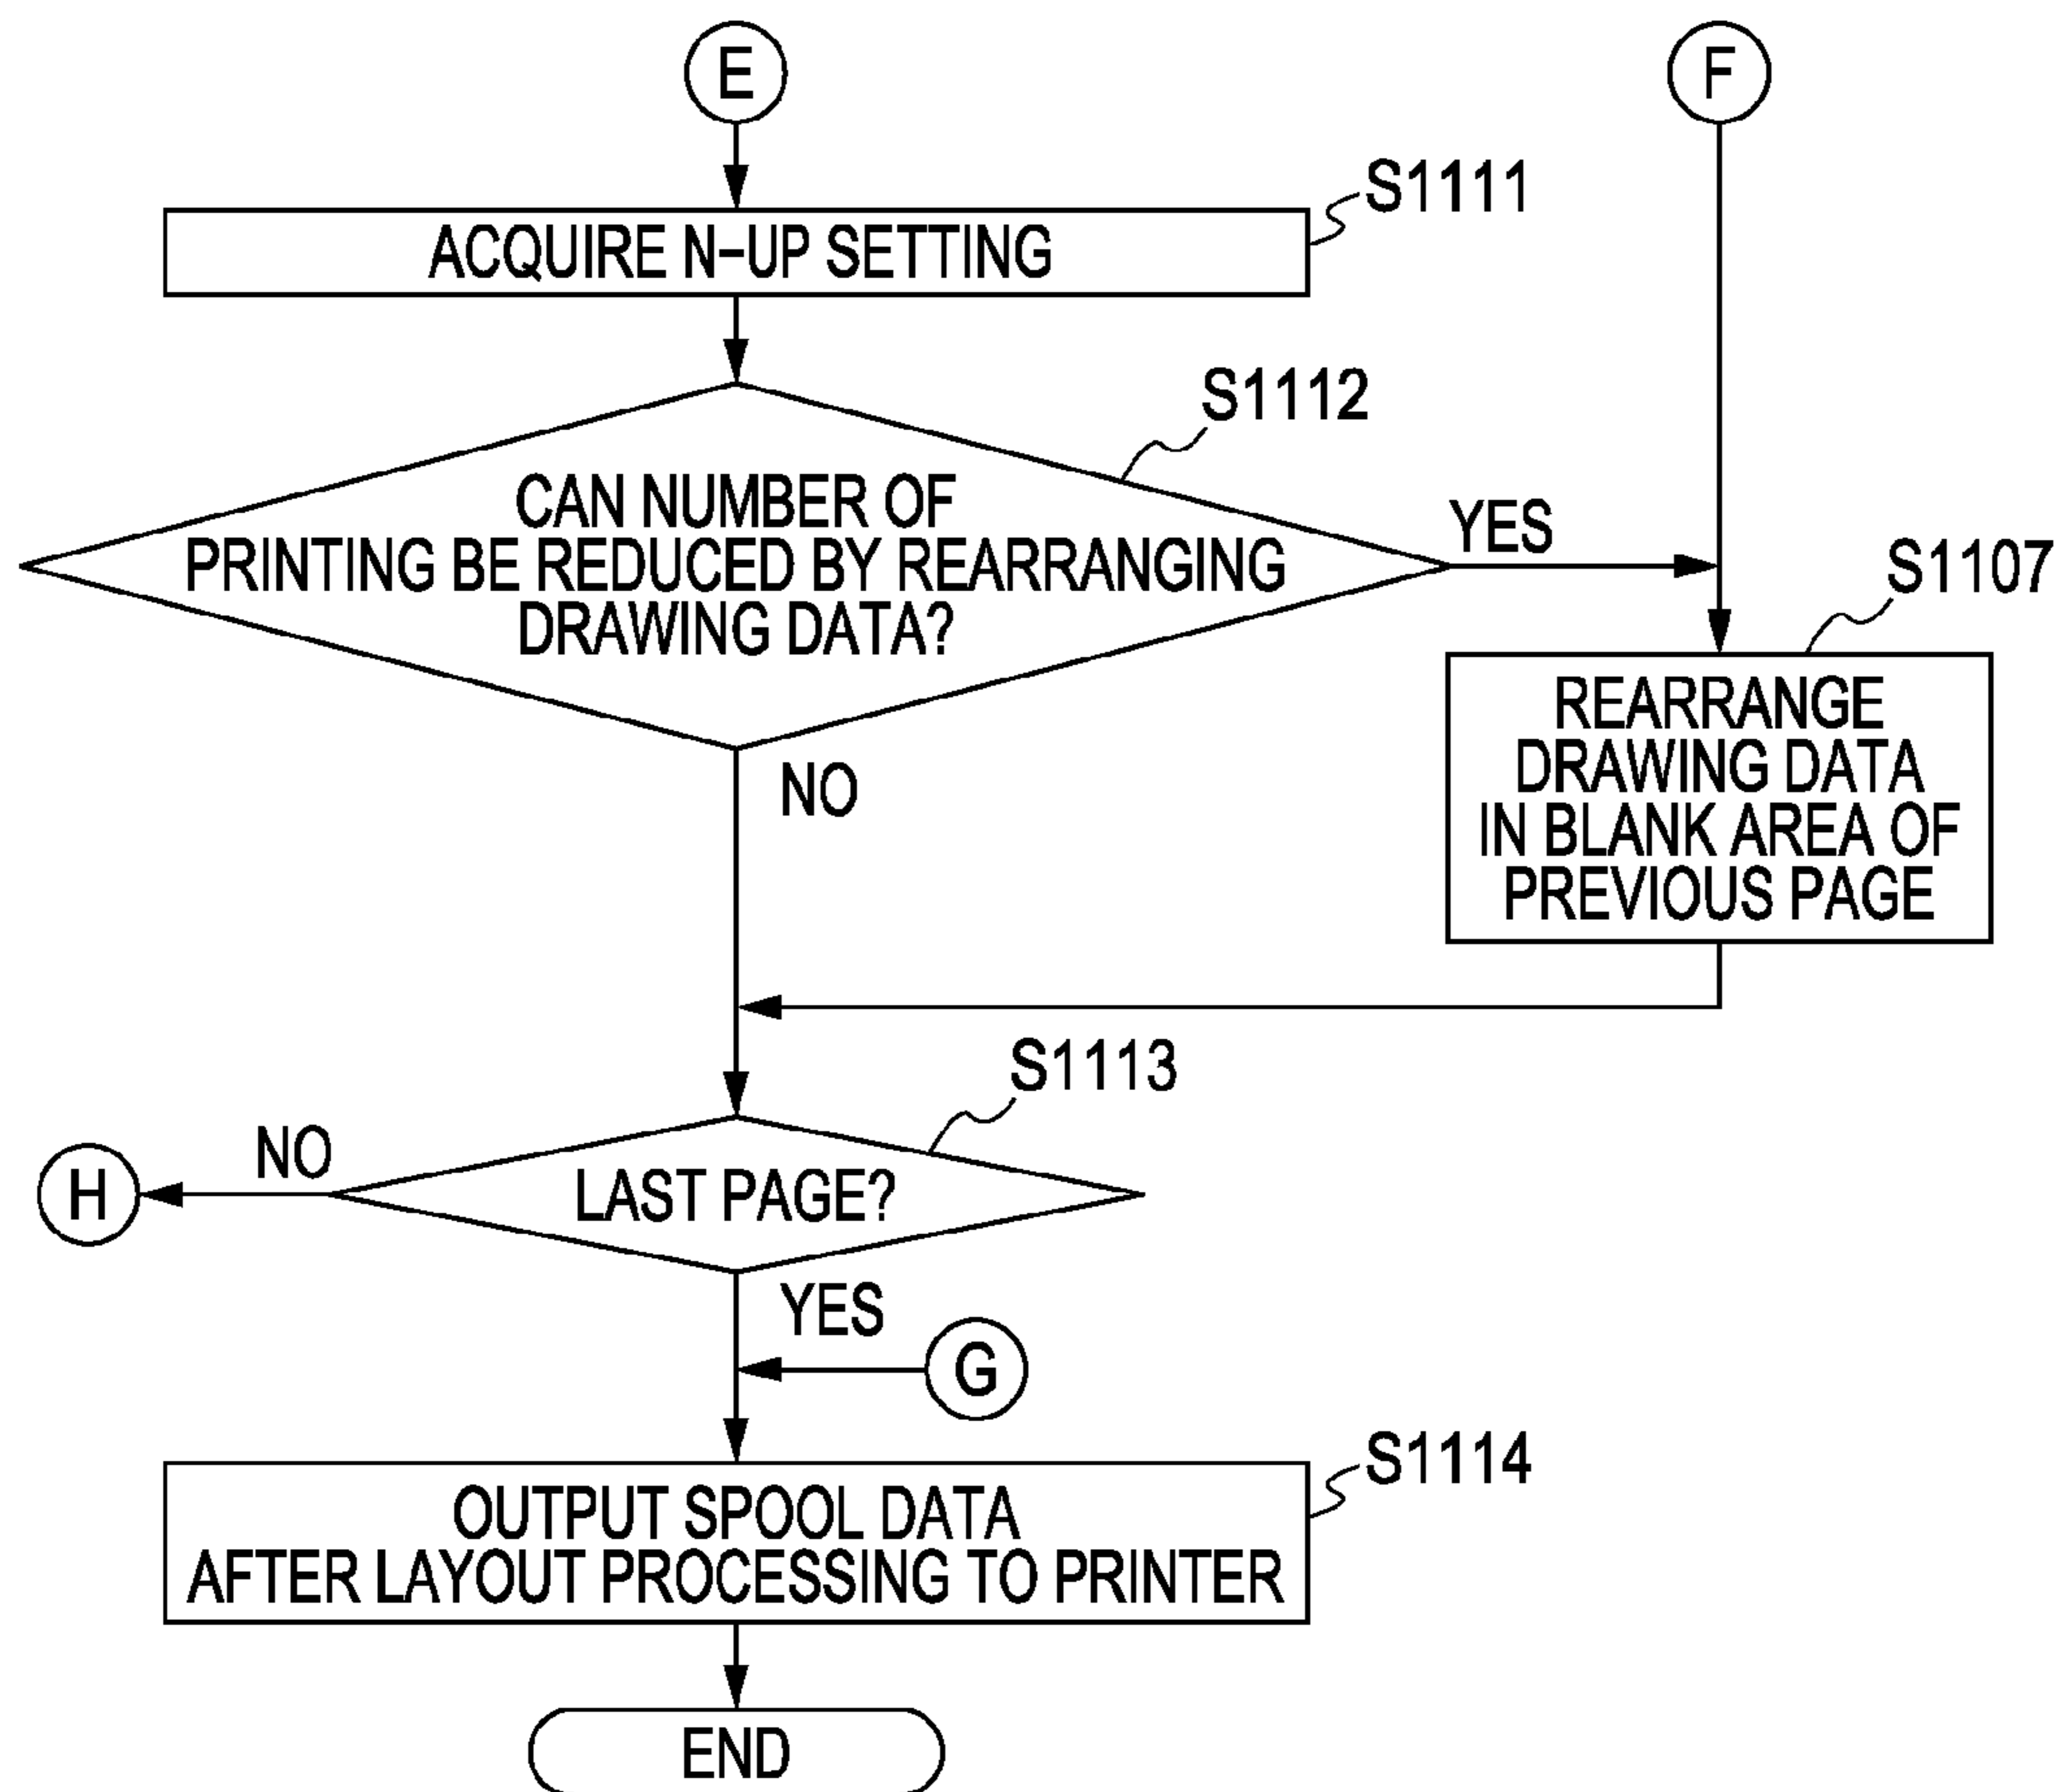 E
F
S1111
ACQUIRE N-UP SETTING
S1112
CAN NUMBER OF
PRINTING BE REDUCED BY REARRANGING
DRAWING DATA?
YES
NO
S1107
REARRANGE
DRAWING DATA
IN BLANK AREA OF
PREVIOUS PAGE
S1113
LAST PAGE?
NO
H
YES
G
S1114
OUTPUT SPOOL DATA
AFTER LAYOUT PROCESSING TO PRINTER
END